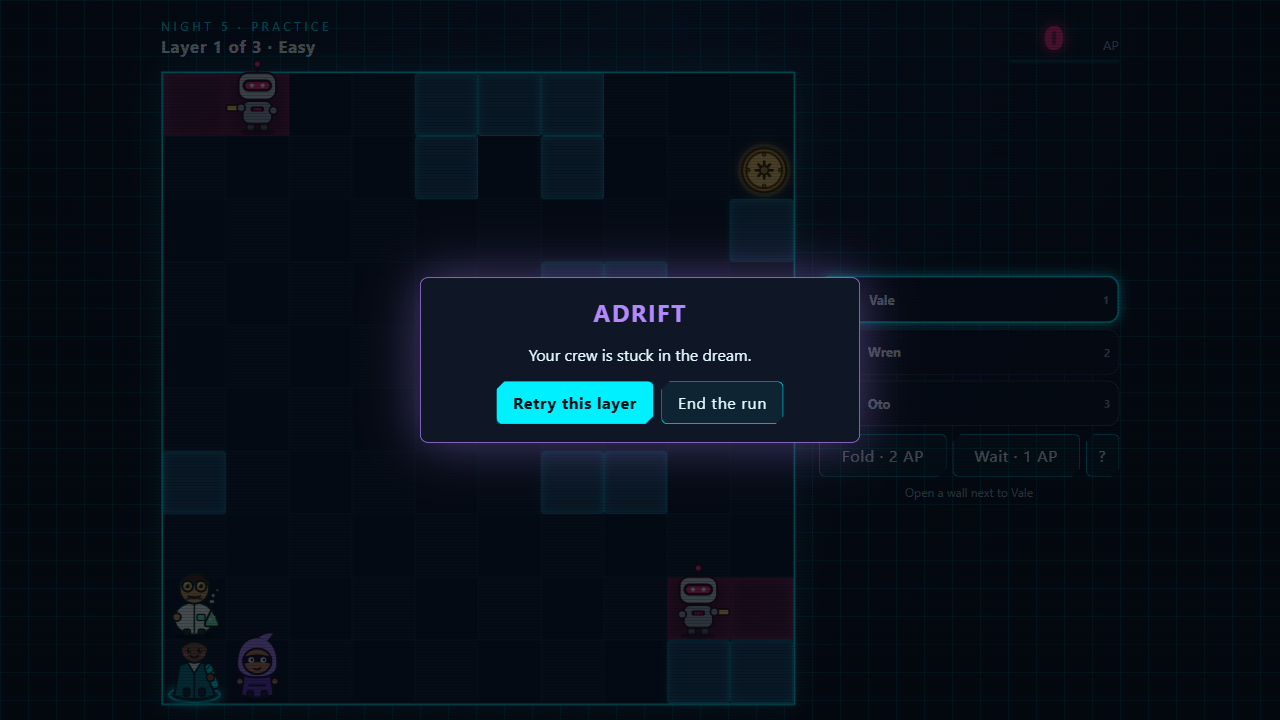 NIGHT 5 · PRACTICE
Layer 1 of 3 · Easy
0 AP
ADRIFT
Your crew is stuck in the dream.
Retry this layer
End the run
Vale 1
Wren 2
Oto 3
Fold · 2 AP
Wait · 1 AP
?
Open a wall next to Vale